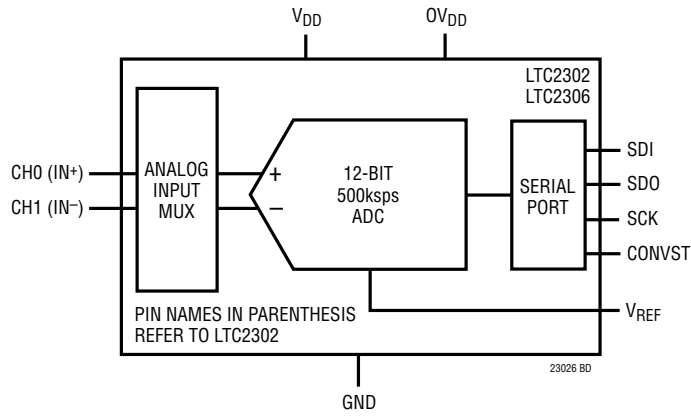 VDD
OVDD
LTC2302
LTC2306
CH0 (IN+)
CH1 (IN–)
ANALOG
INPUT
MUX
+
–
12-BIT
500ksps
ADC
SERIAL
PORT
SDI
SDO
SCK
CONVST
VREF
PIN NAMES IN PARENTHESIS
REFER TO LTC2302
23026 BD
GND